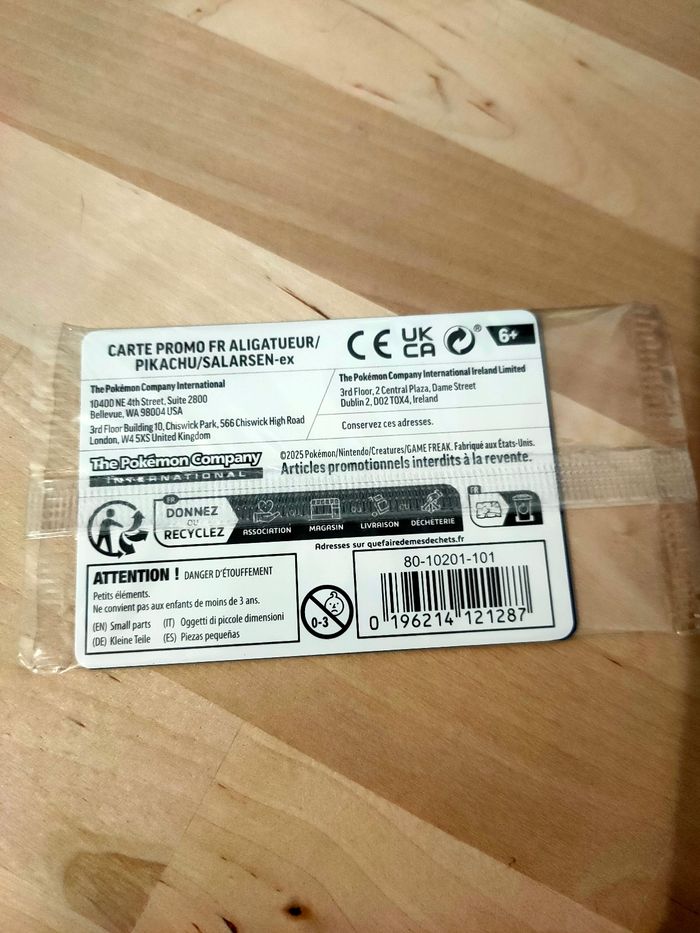 CARTE PROMO FR ALIGATUEUR/
PIKACHU/SALARSEN-ex
CE UK
CA
®
6+
The Pokémon Company International
10400 NE 4th Street, Suite 2800
Bellevue, WA 98004 USA
3rd Floor Building 10, Chiswick Park, 566 Chiswick High Road
London, W4 5XS United Kingdom
The Pokémon Company International Ireland Limited
3rd Floor, 2 Central Plaza, Dame Street
Dublin 2, D02 T0X4, Ireland
Conservez ces adresses.
The Pokémon Company
INTERNATIONAL
©2025 Pokémon/Nintendo/Creatures/GAME FREAK. Fabriqué aux États-Unis.
Articles promotionnels interdits à la revente.
FR
DONNEZ
OU
RECYCLEZ
ASSOCIATION
MAGASIN
LIVRAISON
DÉCHÈTERIE
FR
Adresses sur quefairedemesdechets.fr
ATTENTION ! DANGER D'ÉTOUFFEMENT
Petits éléments.
Ne convient pas aux enfants de moins de 3 ans.
(EN) Small parts (IT) Oggetti di piccole dimensioni
(DE) Kleine Teile (ES) Piezas pequeñas
0-3
80-10201-101
0 196214 121287